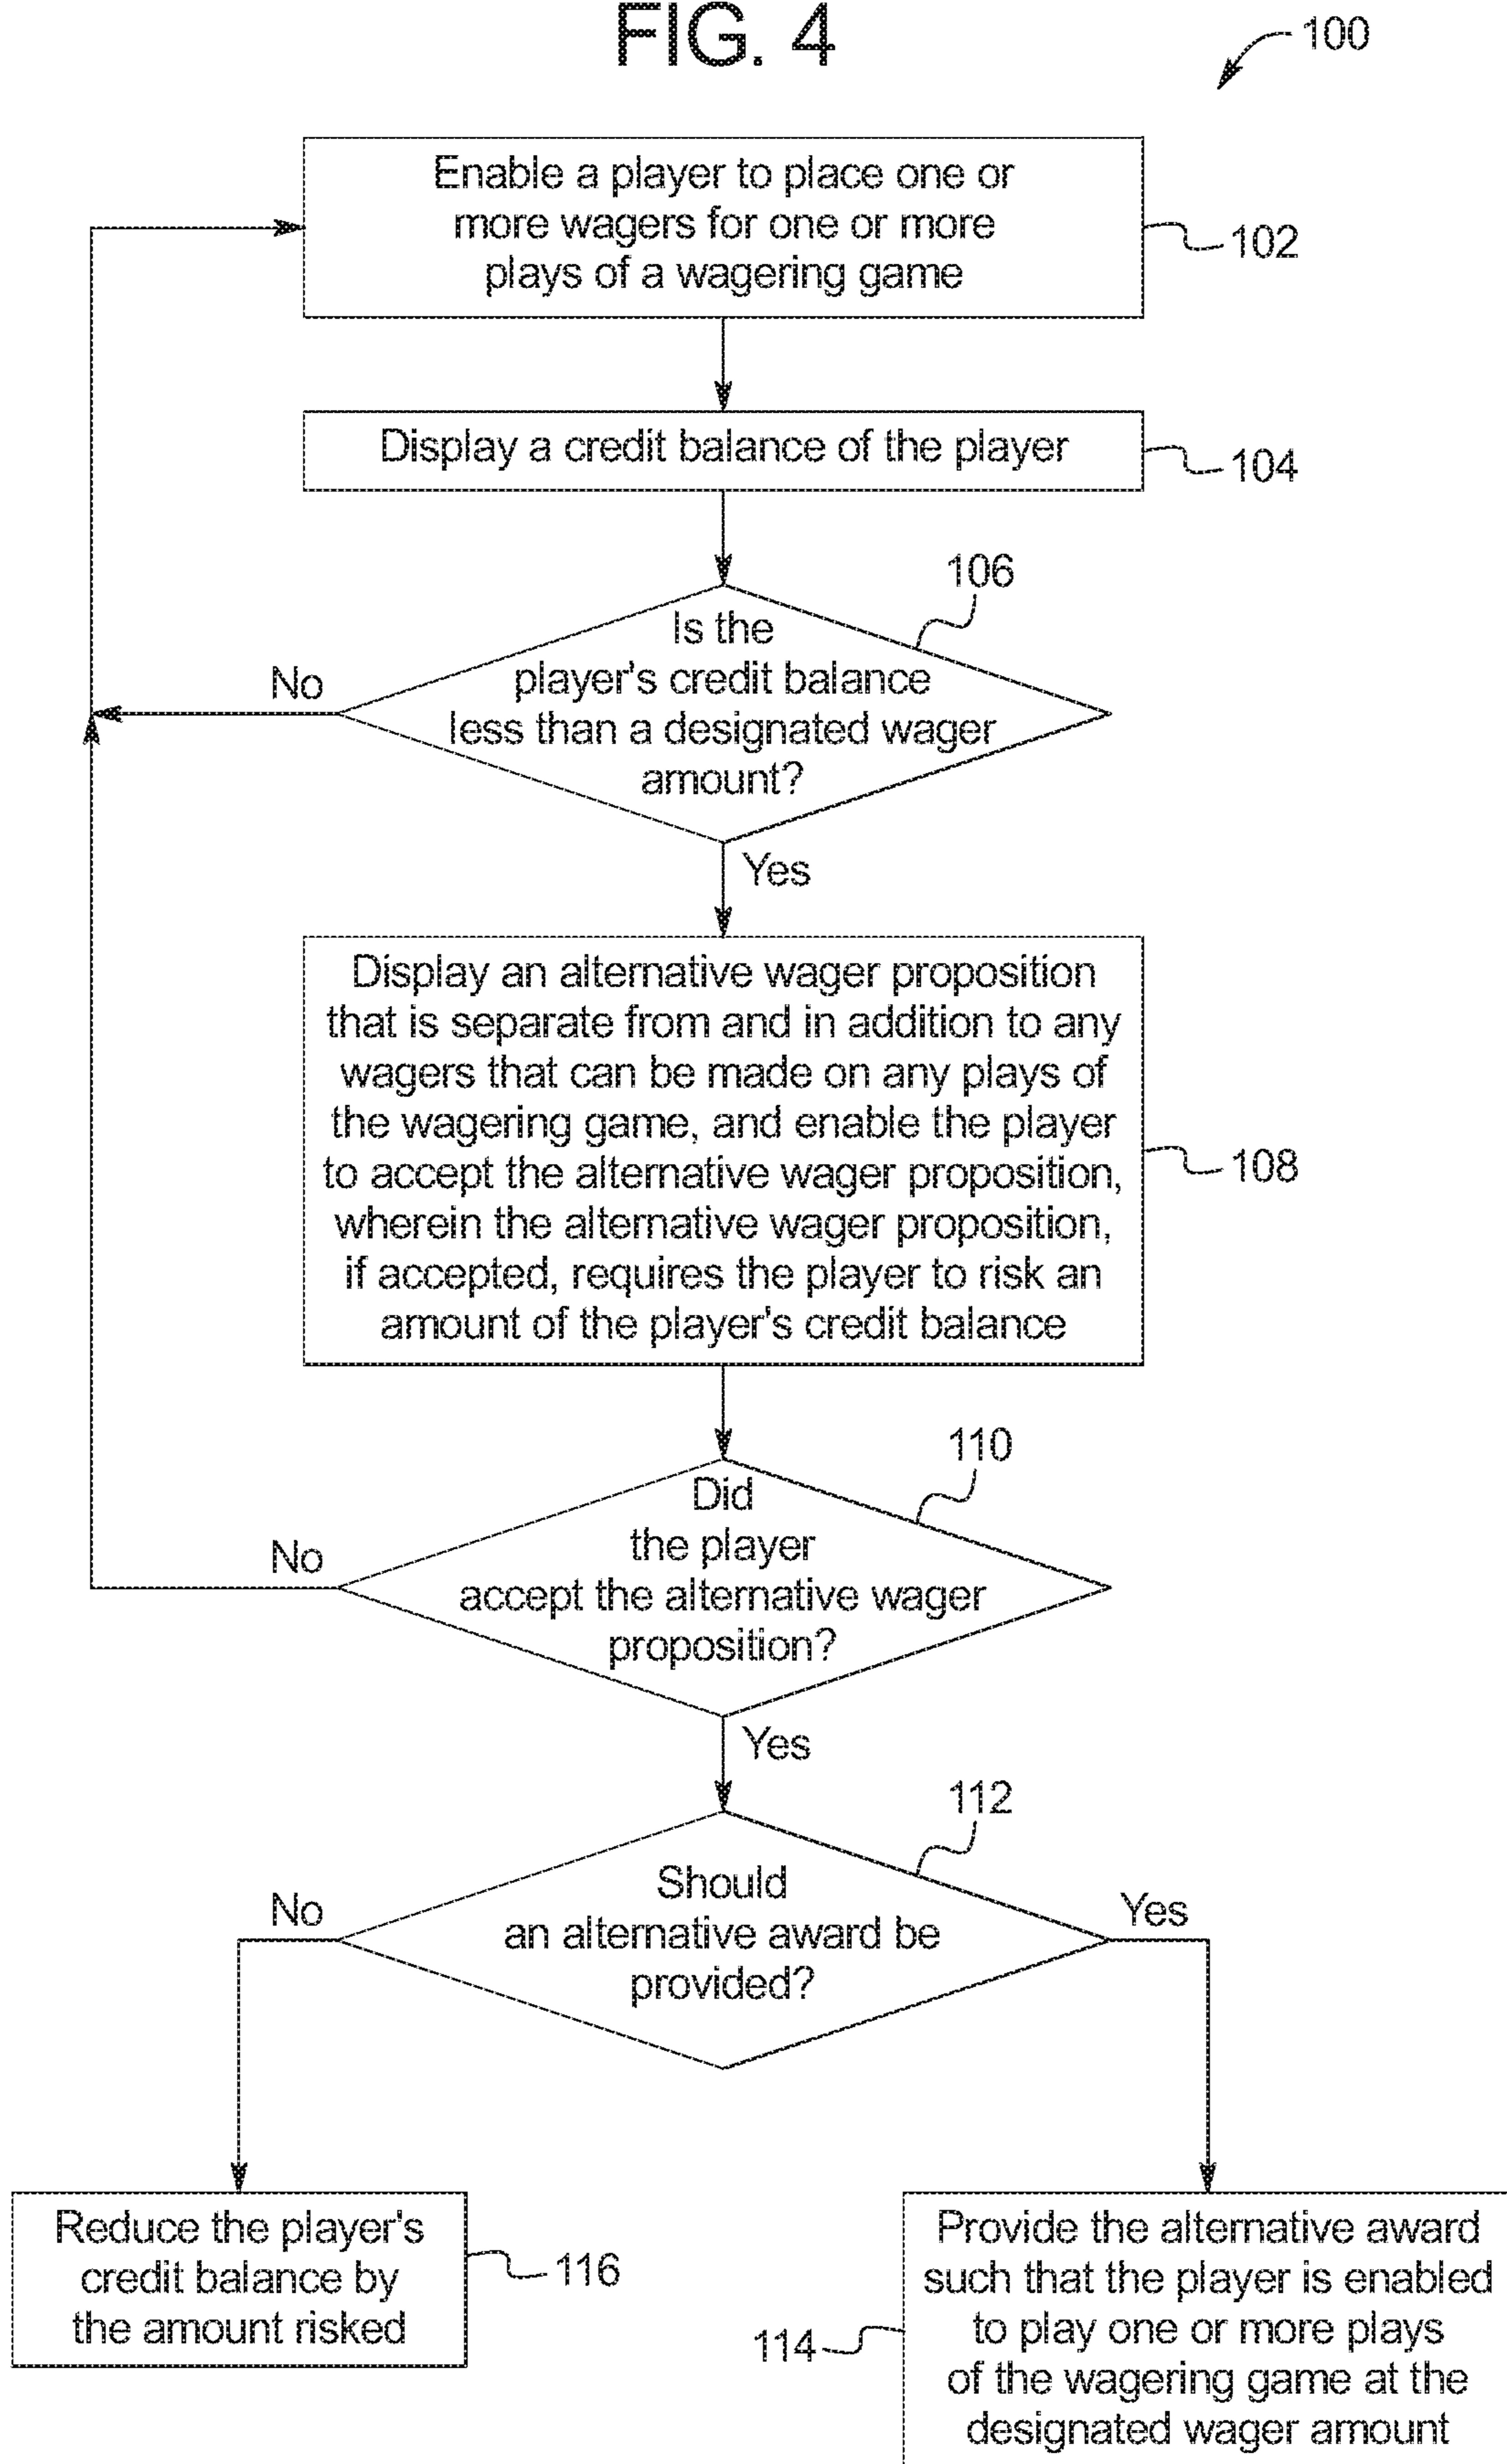 FIG. 4
100
Enable a player to place one or
more wagers for one or more
plays of a wagering game
102
Display a credit balance of the player
104
106
Is the
player's credit balance
less than a designated wager
amount?
No
Yes
Display an alternative wager proposition
that is separate from and in addition to any
wagers that can be made on any plays of
the wagering game, and enable the player
to accept the alternative wager proposition,
wherein the alternative wager proposition,
if accepted, requires the player to risk an
amount of the player's credit balance
108
110
Did
the player
accept the alternative wager
proposition?
No
Yes
112
Should
an alternative award be
provided?
No
Yes
Reduce the player's
credit balance by
the amount risked
116
Provide the alternative award
such that the player is enabled
to play one or more plays
of the wagering game at the
designated wager amount
114